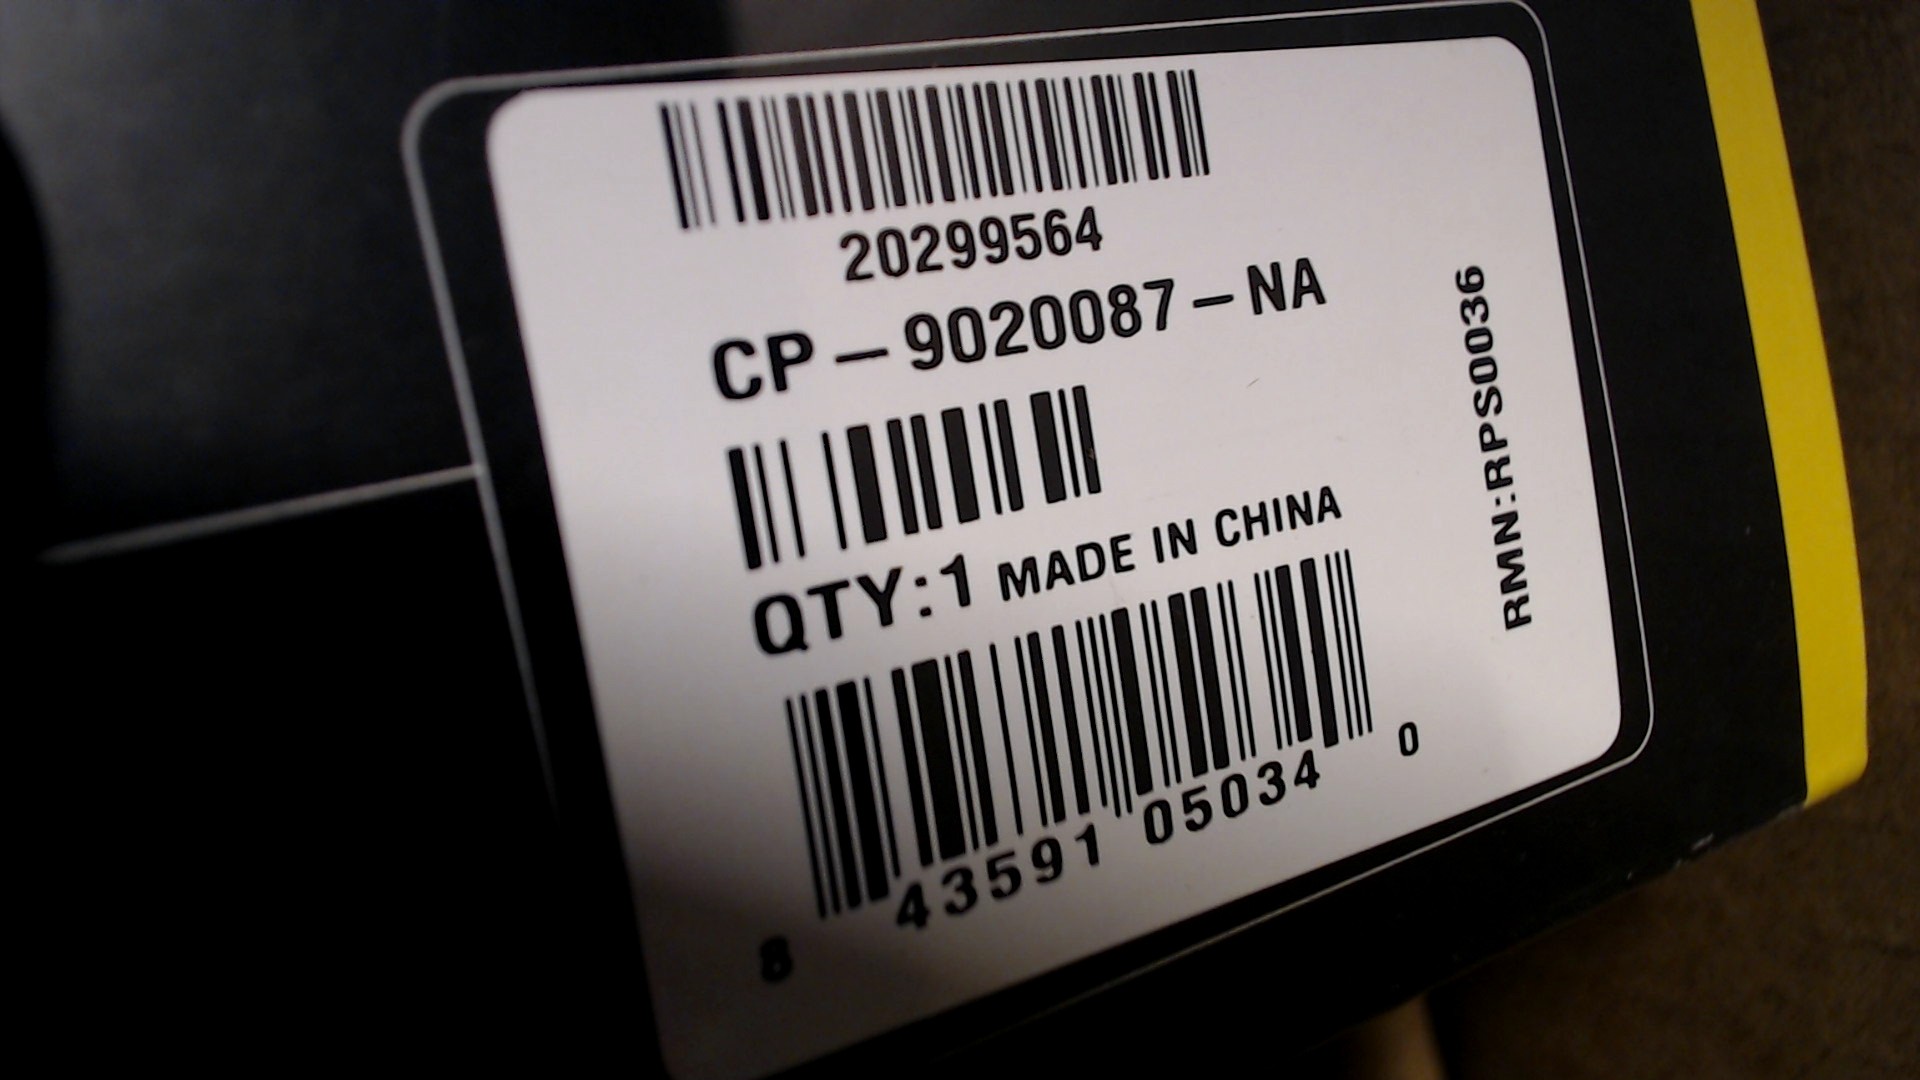 20299564
CP-9020087-NA
QTY:1 MADE IN CHINA
8 43591 05034 0
RMN:RPS0036